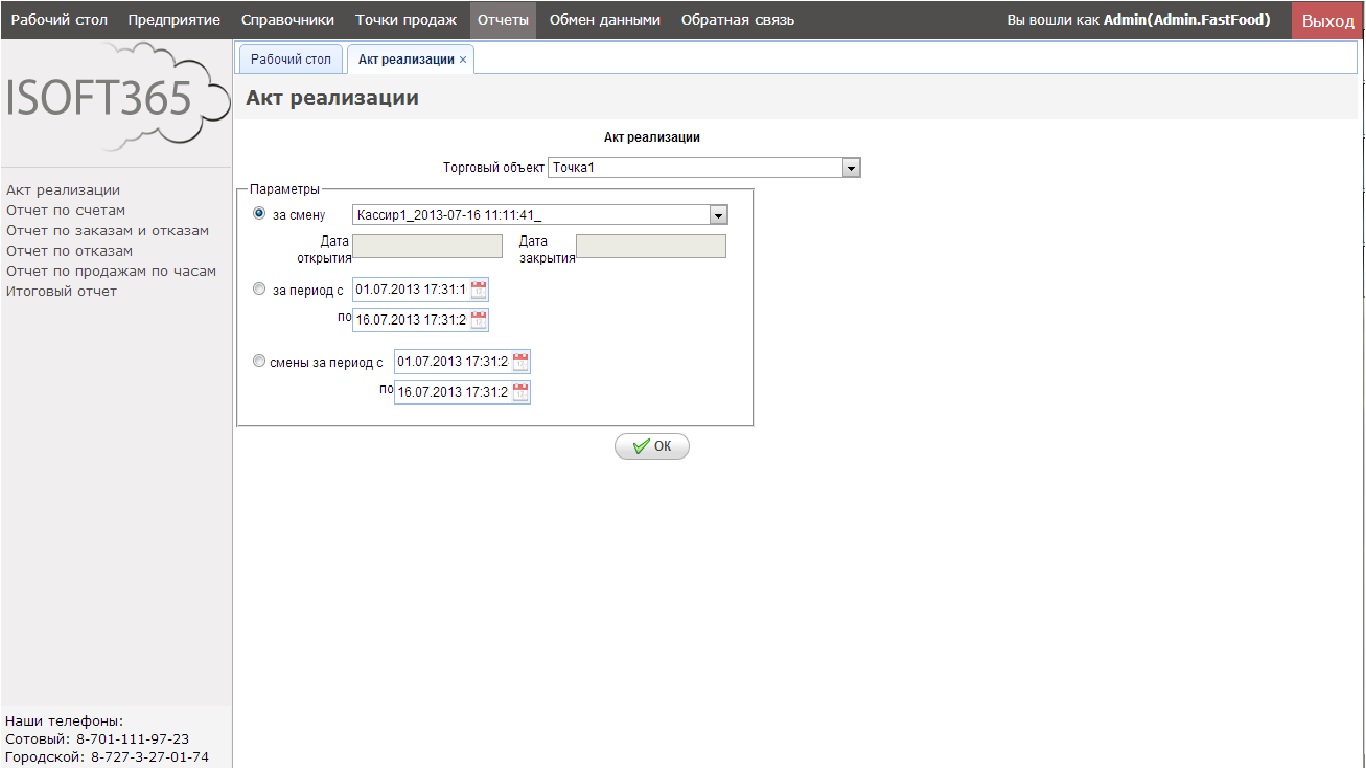 Рабочий стол Предприятие Справочники Точки продаж Отчеты Обмен данными Обратная связь Вы вошли как Admin(Admin.FastFood) Выход
ISOFT365
Рабочий стол Акт реализации x
Акт реализации
Акт реализации
Торговый объект Точка1
Параметры
за смену Кассир1_2013-07-16 11:11:41_
Дата открытия Дата закрытия
за период с 01.07.2013 17:31:1
по 16.07.2013 17:31:2
смены за период с 01.07.2013 17:31:2
по 16.07.2013 17:31:2
ОК
Акт реализации
Отчет по счетам
Отчет по заказам и отказам
Отчет по отказам
Отчет по продажам по часам
Итоговый отчет
Наши телефоны:
Сотовый: 8-701-111-97-23
Городской: 8-727-3-27-01-74